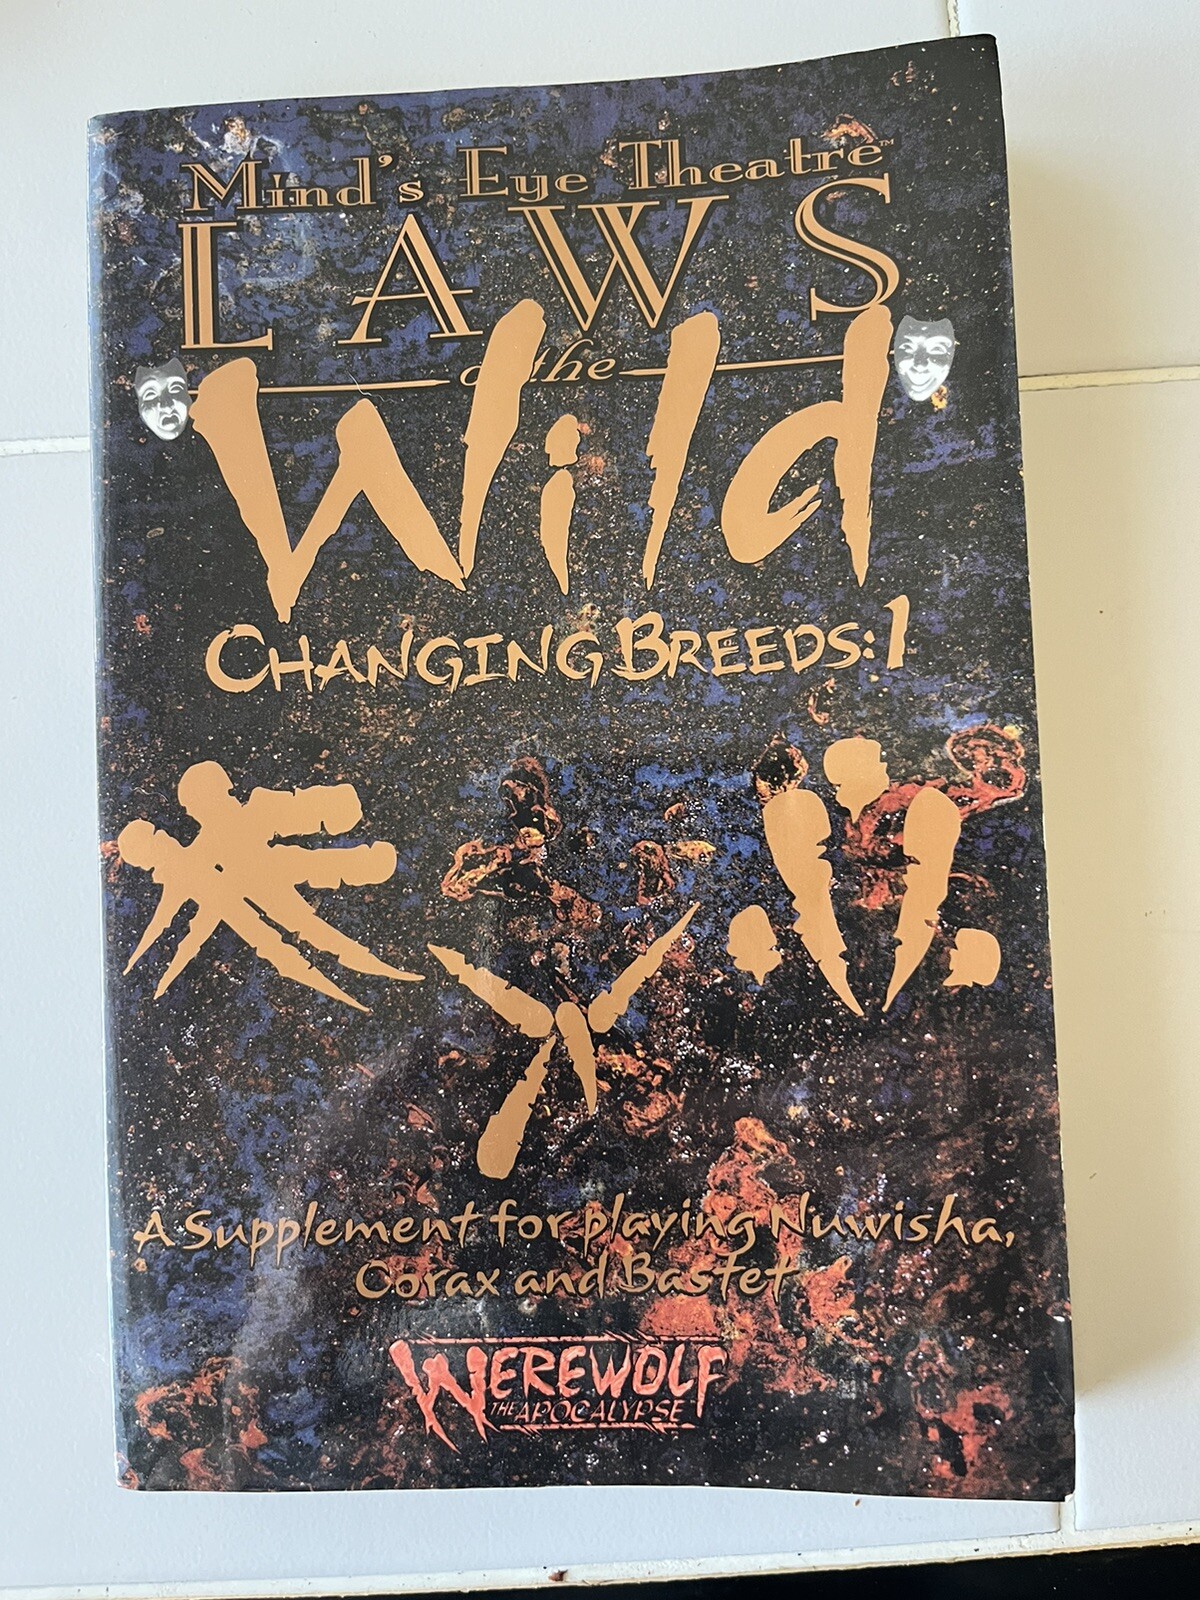 Mind's Eye Theatre™
LAWS
of the
Wild
CHANGING BREEDS:1
A Supplement for playing Nuwisha,
Corax and Bastet
WEREWOLF
THE APOCALYPSE